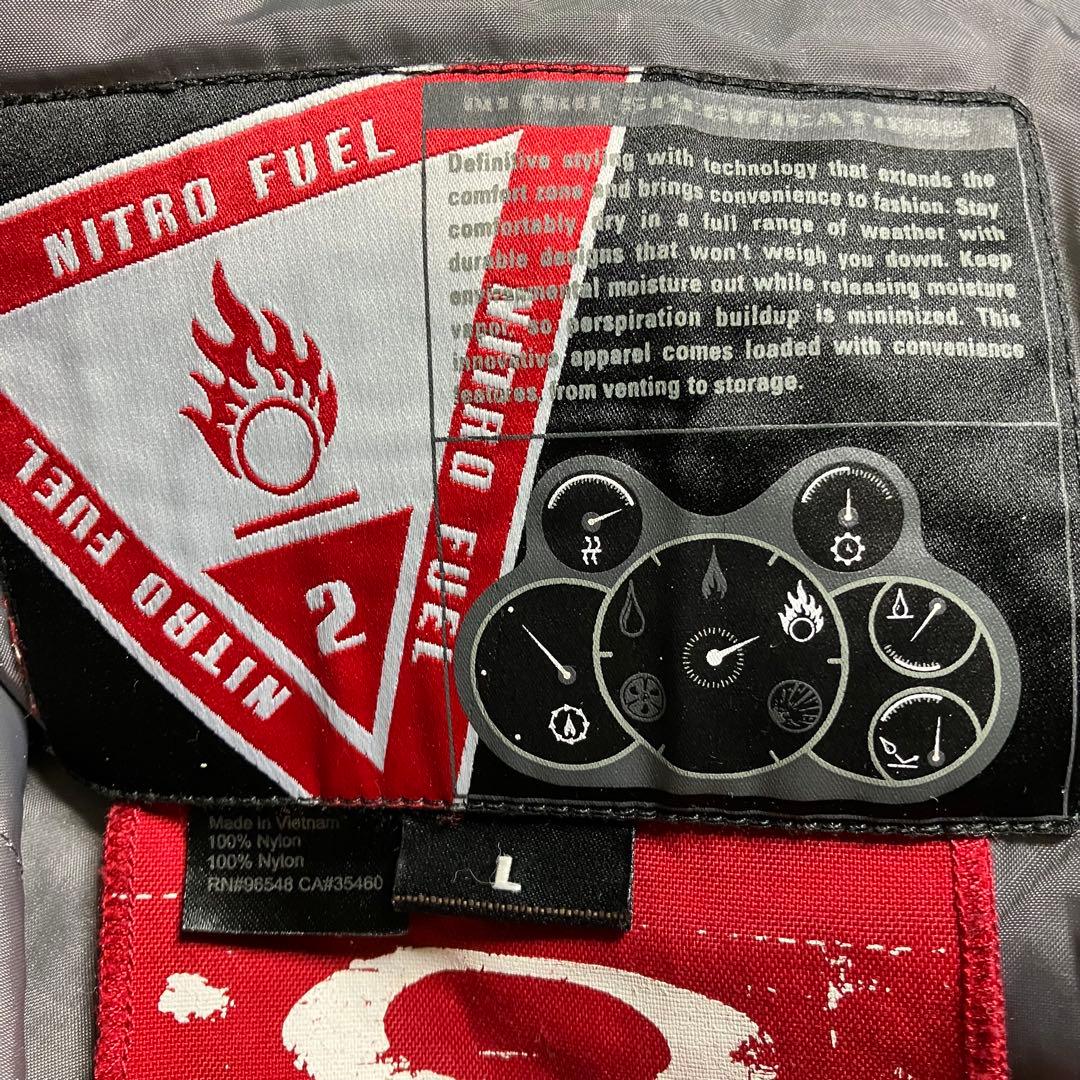 NITRO FUEL
NITRO FUEL
NITRO FUEL
2
NITRO SPECIFICATIONS
Definitive styling with technology that extends the
comfort zone and brings convenience to fashion. Stay
comfortably dry in a full range of weather with
durable designs that won't weigh you down. Keep
environmental moisture out while releasing moisture
vapor so perspiration buildup is minimized. This
innovative apparel comes loaded with convenience
features, from venting to storage.
Made in Vietnam
100% Nylon
100% Nylon
RN#96548 CA#35460
L